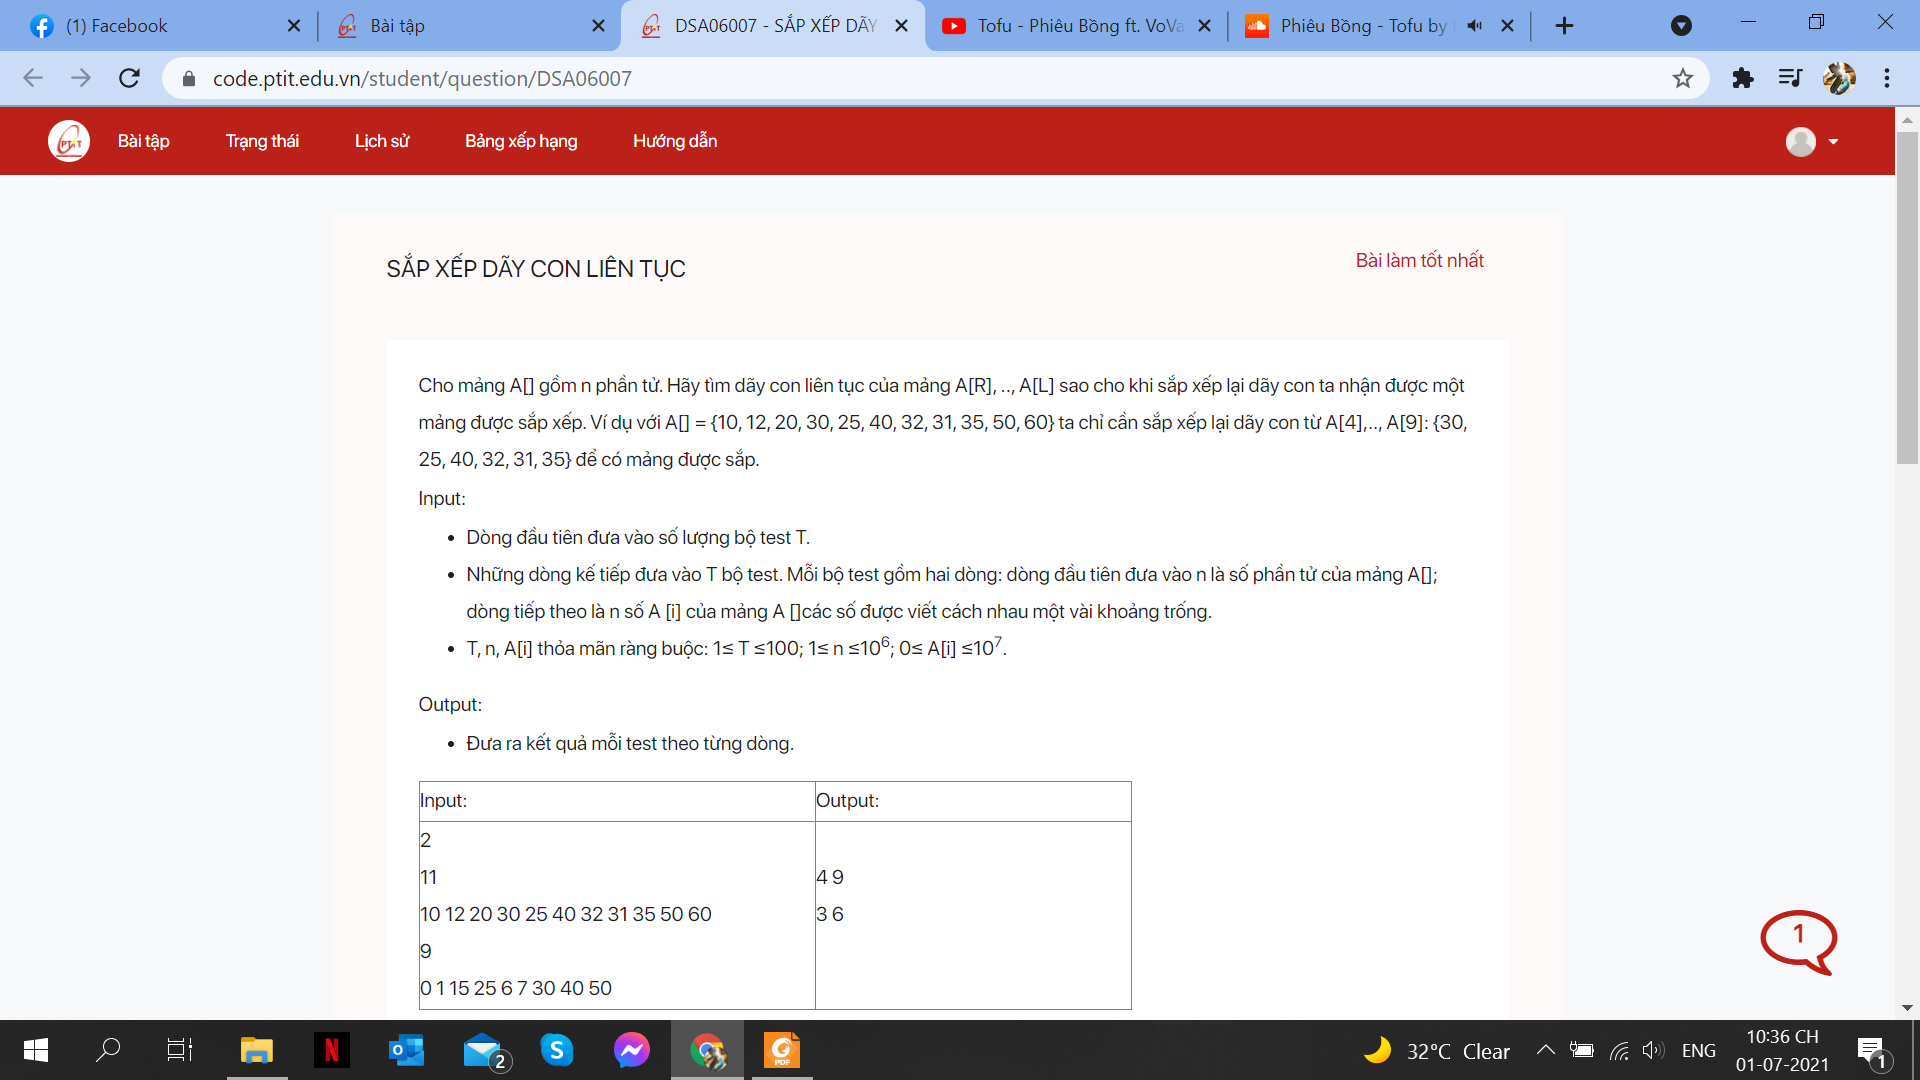 (1) Facebook
Bài tập
DSA06007 - SẮP XẾP DÃY
Tofu - Phiêu Bồng ft. VoVa
Phiêu Bồng - Tofu by
code.ptit.edu.vn/student/question/DSA06007
PTIT
Bài tập
Trạng thái
Lịch sử
Bảng xếp hạng
Hướng dẫn
SẮP XẾP DÃY CON LIÊN TỤC
Bài làm tốt nhất
Cho mảng A[] gồm n phần tử. Hãy tìm dãy con liên tục của mảng A[R], .., A[L] sao cho khi sắp xếp lại dãy con ta nhận được một
mảng được sắp xếp. Ví dụ với A[] = {10, 12, 20, 30, 25, 40, 32, 31, 35, 50, 60} ta chỉ cần sắp xếp lại dãy con từ A[4],.., A[9]: {30,
25, 40, 32, 31, 35} để có mảng được sắp.
Input:
• Dòng đầu tiên đưa vào số lượng bộ test T.
• Những dòng kế tiếp đưa vào T bộ test. Mỗi bộ test gồm hai dòng: dòng đầu tiên đưa vào n là số phần tử của mảng A[];
dòng tiếp theo là n số A [i] của mảng A []các số được viết cách nhau một vài khoảng trống.
• T, n, A[i] thỏa mãn ràng buộc: 1≤ T ≤100; 1≤ n ≤10⁶; 0≤ A[i] ≤10⁷.
Output:
• Đưa ra kết quả mỗi test theo từng dòng.
Input:
Output:
2
11
10 12 20 30 25 40 32 31 35 50 60
9
0 1 15 25 6 7 30 40 50
4 9
3 6
1
N
2
S
PDF
32°C Clear
ENG
10:36 CH
01-07-2021
1